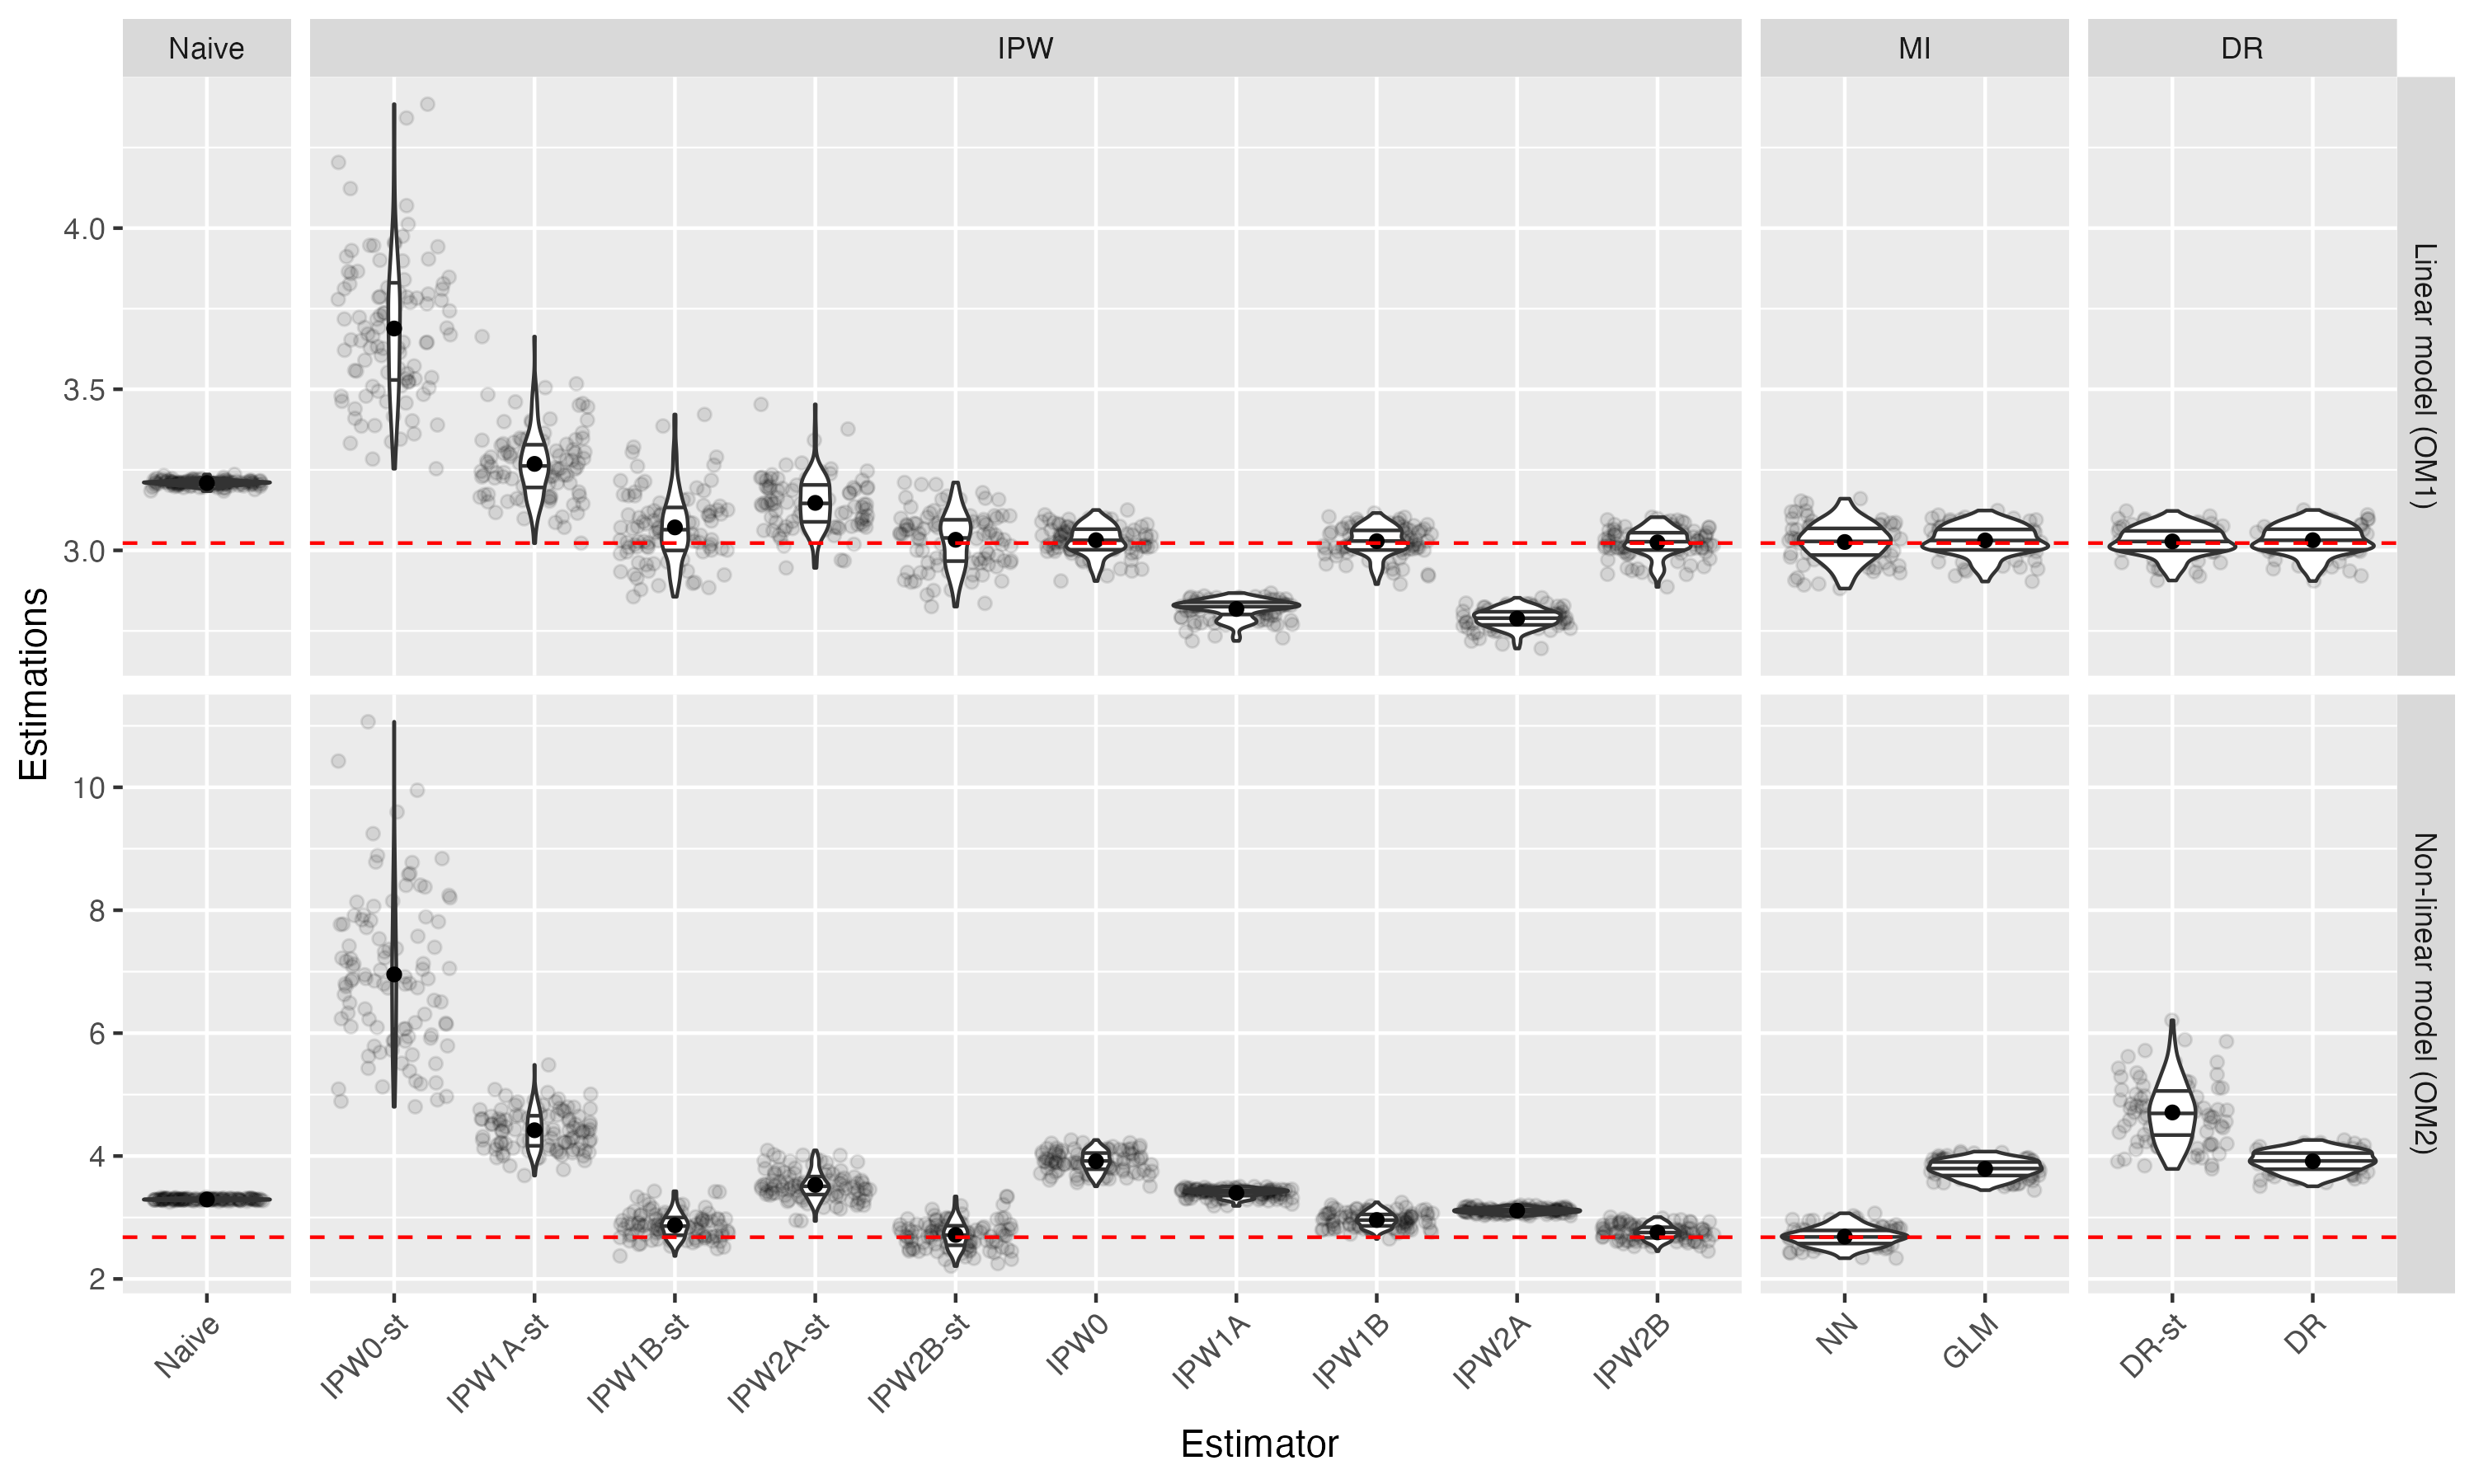 Naive
IPW
MI
DR
Linear model (OM1)
Non-linear model (OM2)
Estimations
4.0
3.5
3.0
10
8
6
4
2
Naive
IPW0-st
IPW1A-st
IPW1B-st
IPW2A-st
IPW2B-st
IPW0
IPW1A
IPW1B
IPW2A
IPW2B
NN
GLM
DR-st
DR
Estimator